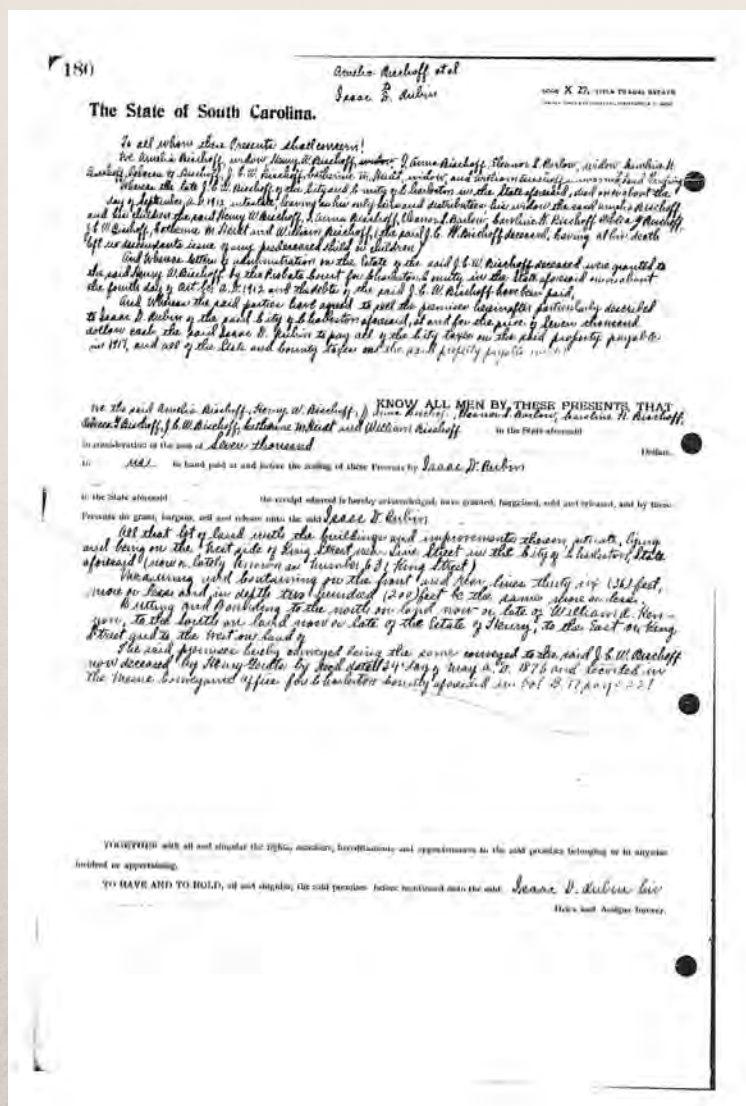 180
Amelia Bischoff et al
to
Isaac D. Rubin
BOOK X 27, TITLE TO REAL ESTATE
The State of South Carolina.
To all whom these Presents shall concern!
We Amelia Bischoff, widow, Henry W. Bischoff, J. Anna Bischoff, Eleanor L. Barlow, widow, Caroline H.
Bischoff, J. C. W. Bischoff, Catherine M. widow, and William Bischoff send Greeting
Whereas the late J. C. W. Bischoff of the City and County of Charleston in the State aforesaid, died on or about the
day of September A.D. 1912 intestate, leaving as his only heirs and distributees his widow the said Amelia Bischoff
and his children the said Henry W. Bischoff, J. Anna Bischoff, Eleanor L. Barlow, Caroline H. Bischoff, Bischoff,
J. C. W. Bischoff, Catherine M. and William Bischoff, the said J. C. W. Bischoff deceased, having at his death
left no descendants issue of any predeceased child or children
And Whereas letters of administration on the Estate of the said J. C. W. Bischoff deceased were granted to
the said Henry W. Bischoff by the Probate Court for Charleston County in the State aforesaid on or about
the fourth day of October A.D. 1912 and the debts of the said J. C. W. Bischoff have been paid,
And Whereas the said parties have agreed to sell the premises hereinafter particularly described
to Isaac D. Rubin of the said City of Charleston aforesaid, at and for the price of Seven thousand
dollars cash the said Isaac D. Rubin to pay all of the City taxes on the said property payable
in 1917, and all of the State and County taxes on the said property payable in
KNOW ALL MEN BY THESE PRESENTS, THAT
We the said Amelia Bischoff, Henry W. Bischoff, J. Anna Bischoff, Eleanor L. Barlow, Caroline H. Bischoff,
Bischoff, J. C. W. Bischoff, Catherine M. and William Bischoff in the State aforesaid
in consideration of the sum of Seven thousand
Dollars,
to us in hand paid at and before the sealing of these Presents by Isaac D. Rubin
in the State aforesaid the receipt whereof is hereby acknowledged, have granted, bargained, sold and released, and by these
Presents do grant, bargain, sell and release unto the said Isaac D. Rubin
All that lot of land with the buildings and improvements thereon, situate, lying
and being on the West side of King Street near Line Street in the City of Charleston, State
aforesaid (now or lately known as number 631 King Street)
Measuring and Containing on the front and rear lines thirty six (36) feet,
more or less and in depth two hundred (200) feet be the same more or less.
Butting and Bounding to the north on land now or late of William A. Ken-
yon, to the South on land now or late of the Estate of Henry, to the East on King
Street and to the West on land of
The said premises hereby conveyed being the same conveyed to the said J. C. W. Bischoff
now deceased by Henry by deed dated 24 day of May A.D. 1876 and recorded in
the Mesne Conveyance Office for Charleston County aforesaid in Vol B 17, page 221
TOGETHER with all and singular the rights, members, hereditaments and appurtenances to the said premises belonging or in anywise
incident or appertaining.
TO HAVE AND TO HOLD, all and singular, the said premises before mentioned unto the said Isaac D. Rubin his
Heirs and Assigns forever.